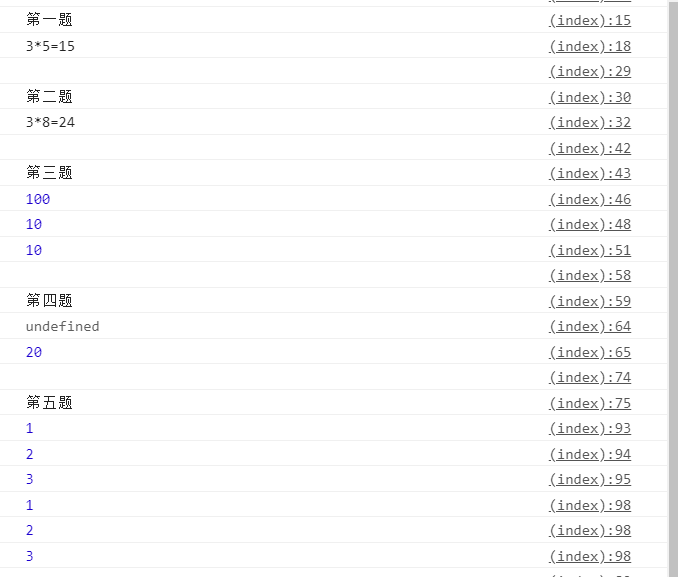 第一题 (index):15
3*5=15 (index):18
(index):29
第二题 (index):30
3*8=24 (index):32
(index):42
第三题 (index):43
100 (index):46
10 (index):48
10 (index):51
(index):58
第四题 (index):59
undefined (index):64
20 (index):65
(index):74
第五题 (index):75
1 (index):93
2 (index):94
3 (index):95
1 (index):98
2 (index):98
3 (index):98